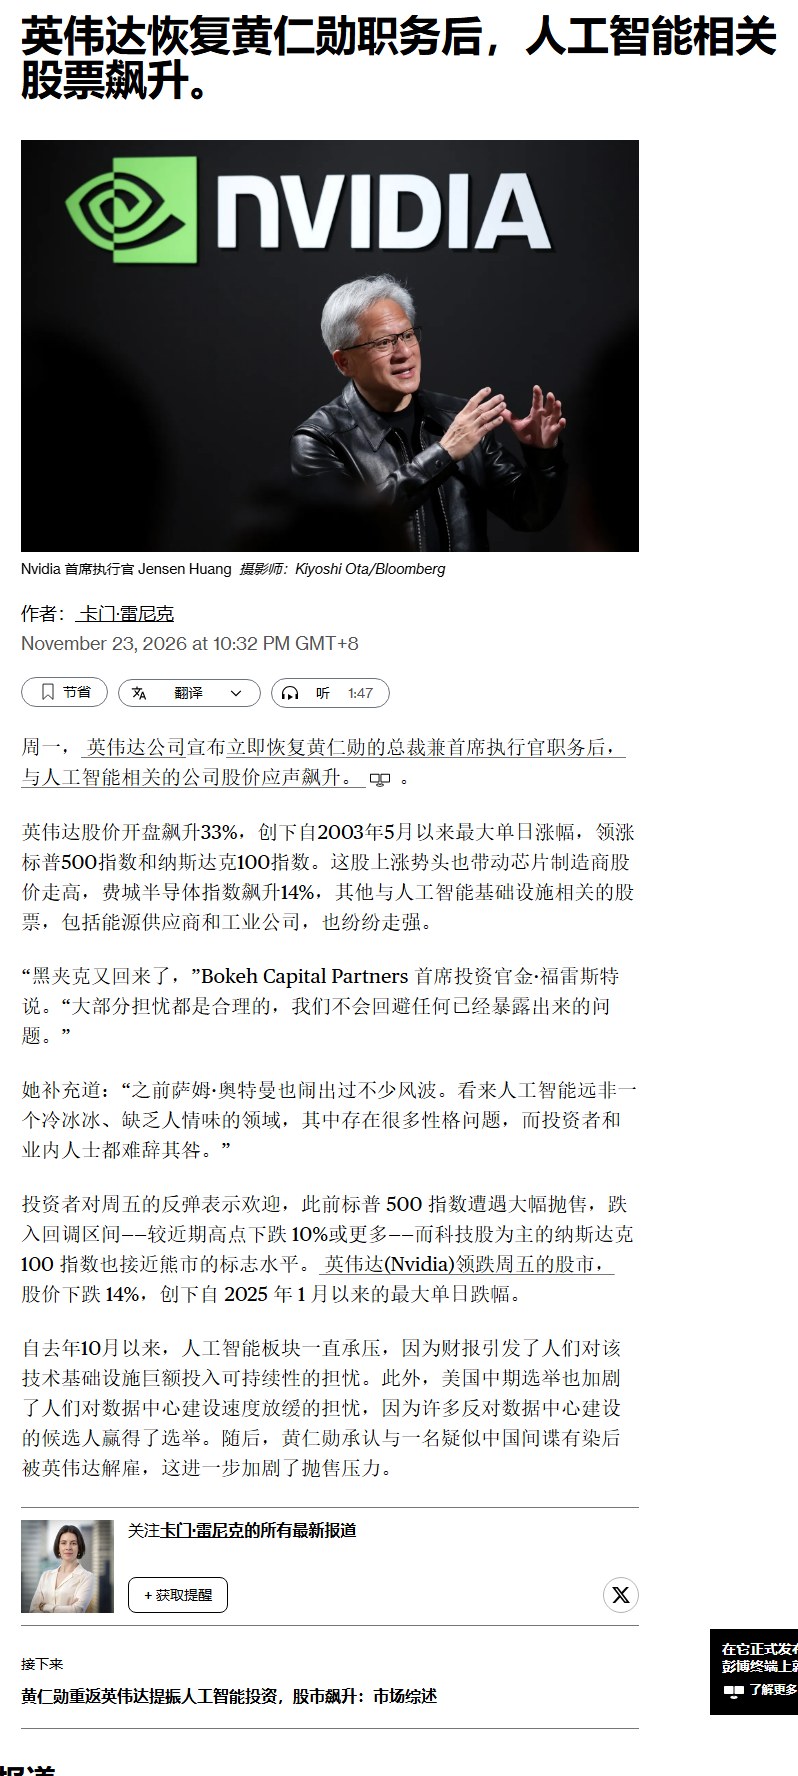 英伟达恢复黄仁勋职务后，人工智能相关
股票飙升。
NVIDIA
Nvidia 首席执行官 Jensen Huang 摄影师：Kiyoshi Ota/Bloomberg
作者： 卡门·雷尼克
November 23, 2026 at 10:32 PM GMT+8
节省 翻译 听 1:47
周一， 英伟达公司宣布立即恢复黄仁勋的总裁兼首席执行官职务后，
与人工智能相关的公司股价应声飙升。 。
英伟达股价开盘飙升33%，创下自2003年5月以来最大单日涨幅，领涨
标普500指数和纳斯达克100指数。这股上涨势头也带动芯片制造商股
价走高，费城半导体指数飙升14%，其他与人工智能基础设施相关的股
票，包括能源供应商和工业公司，也纷纷走强。
“黑夹克又回来了，”Bokeh Capital Partners 首席投资官金·福雷斯特
说。“大部分担忧都是合理的，我们不会回避任何已经暴露出来的问
题。”
她补充道：“之前萨姆·奥特曼也闹出过不少风波。看来人工智能远非一
个冷冰冰、缺乏人情味的领域，其中存在很多性格问题，而投资者和
业内人士都难辞其咎。”
投资者对周五的反弹表示欢迎，此前标普 500 指数遭遇大幅抛售，跌
入回调区间——较近期高点下跌 10%或更多——而科技股为主的纳斯达克
100 指数也接近熊市的标志水平。 英伟达(Nvidia)领跌周五的股市，
股价下跌 14%，创下自 2025 年 1 月以来的最大单日跌幅。
自去年10月以来，人工智能板块一直承压，因为财报引发了人们对该
技术基础设施巨额投入可持续性的担忧。此外，美国中期选举也加剧
了人们对数据中心建设速度放缓的担忧，因为许多反对数据中心建设
的候选人赢得了选举。随后，黄仁勋承认与一名疑似中国间谍有染后
被英伟达解雇，这进一步加剧了抛售压力。
关注卡门·雷尼克的所有最新报道
+ 获取提醒
接下来
黄仁勋重返英伟达提振人工智能投资，股市飙升：市场综述
在它正式发布
彭博终端上
了解更多
报道